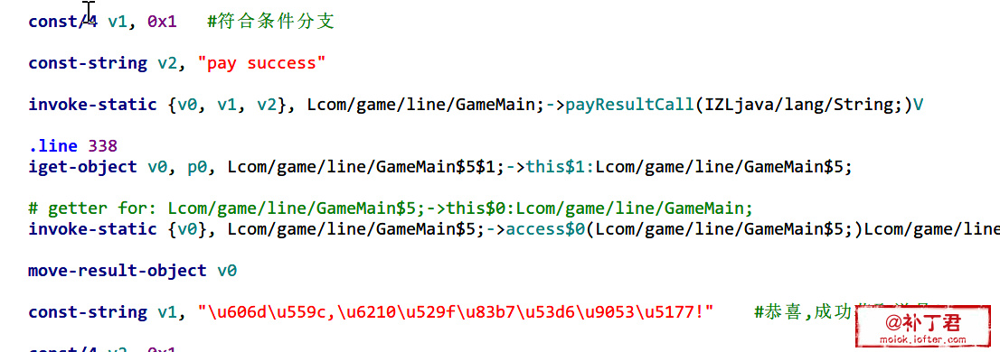 const/4 v1, 0x1 #符合条件分支
const-string v2, "pay success"
invoke-static {v0, v1, v2}, Lcom/game/line/GameMain;->payResultCall(IZLjava/lang/String;)V
.line 338
iget-object v0, p0, Lcom/game/line/GameMain$5$1;->this$1:Lcom/game/line/GameMain$5;
# getter for: Lcom/game/line/GameMain$5;->this$0:Lcom/game/line/GameMain;
invoke-static {v0}, Lcom/game/line/GameMain$5;->access$0(Lcom/game/line/GameMain$5;)Lcom/game/line
move-result-object v0
const-string v1, "\u606d\u559c,\u6210\u529f\u83b7\u53d6\u9053\u5177!" #恭喜,成功
@补丁君
molok.lofter.com
const/4 v2, 0x1